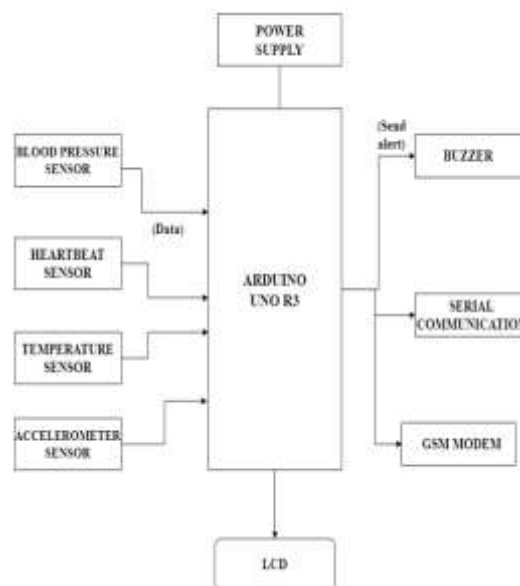 POWER
SUPPLY
BLOOD PRESSURE
SENSOR
(Data)
HEARTBEAT
SENSOR
TEMPERATURE
SENSOR
ACCELEROMETER
SENSOR
ARDUINO
UNO R3
(Send
alert)
BUZZER
SERIAL
COMMUNICATION
GSM MODEM
LCD